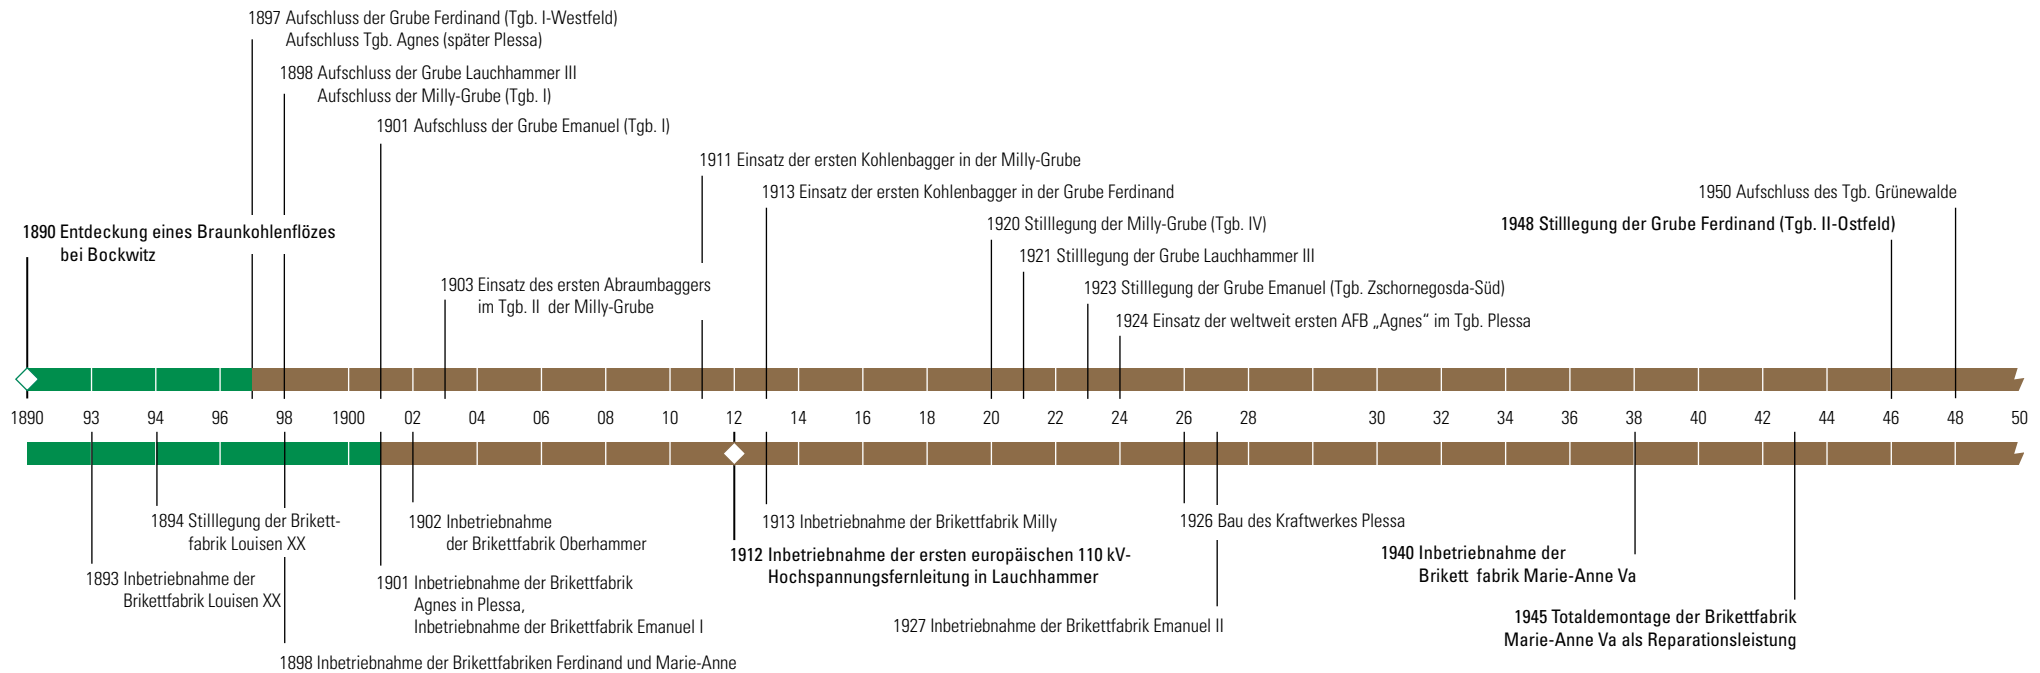 1897 Aufschluss der Grube Ferdinand (Tgb. I-Westfeld)
Aufschluss Tgb. Agnes (später Plessa)
1898 Aufschluss der Grube Lauchhammer III
Aufschluss der Milly-Grube (Tgb. I)
1901 Aufschluss der Grube Emanuel (Tgb. I)
1911 Einsatz der ersten Kohlenbagger in der Milly-Grube
1913 Einsatz der ersten Kohlenbagger in der Grube Ferdinand
1950 Aufschluss des Tgb. Grünewalde
1920 Stilllegung der Milly-Grube (Tgb. IV)
1948 Stilllegung der Grube Ferdinand (Tgb. II-Ostfeld)
1890 Entdeckung eines Braunkohlenflözes
bei Bockwitz
1921 Stilllegung der Grube Lauchhammer III
1903 Einsatz des ersten Abraumbaggers
im Tgb. II der Milly-Grube
1923 Stilllegung der Grube Emanuel (Tgb. Zschornegosda-Süd)
1924 Einsatz der weltweit ersten AFB „Agnes“ im Tgb. Plessa
1890 93 94 96 98 1900 02 04 06 08 10 12 14 16 18 20 22 24 26 28 30 32 34 36 38 40 42 44 46 48 50
1894 Stilllegung der Brikett-
fabrik Louisen XX
1902 Inbetriebnahme
der Brikettfabrik Oberhammer
1913 Inbetriebnahme der Brikettfabrik Milly
1926 Bau des Kraftwerkes Plessa
1912 Inbetriebnahme der ersten europäischen 110 kV-
Hochspannungsfernleitung in Lauchhammer
1940 Inbetriebnahme der
Brikett fabrik Marie-Anne Va
1893 Inbetriebnahme der
Brikettfabrik Louisen XX
1901 Inbetriebnahme der Brikettfabrik
Agnes in Plessa,
Inbetriebnahme der Brikettfabrik Emanuel I
1927 Inbetriebnahme der Brikettfabrik Emanuel II
1945 Totaldemontage der Brikettfabrik
Marie-Anne Va als Reparationsleistung
1898 Inbetriebnahme der Brikettfabriken Ferdinand und Marie-Anne